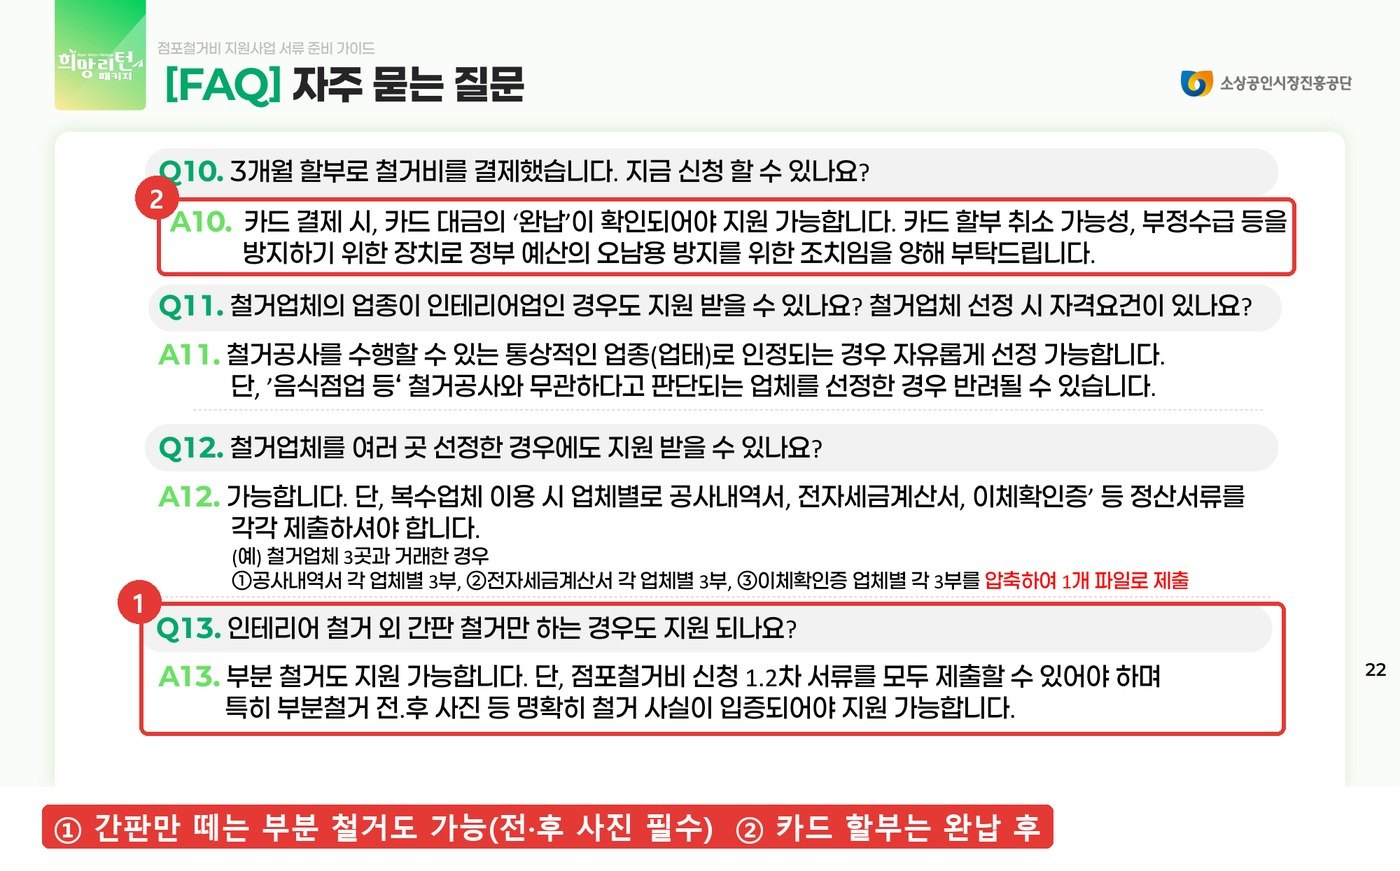 희망리턴
패키지
점포철거비 지원사업 서류 준비 가이드
[FAQ] 자주 묻는 질문
소상공인시장진흥공단
Q10. 3개월 할부로 철거비를 결제했습니다. 지금 신청 할 수 있나요?
2
A10. 카드 결제 시, 카드 대금의 ‘완납’이 확인되어야 지원 가능합니다. 카드 할부 취소 가능성, 부정수급 등을
방지하기 위한 장치로 정부 예산의 오남용 방지를 위한 조치임을 양해 부탁드립니다.
Q11. 철거업체의 업종이 인테리어업인 경우도 지원 받을 수 있나요? 철거업체 선정 시 자격요건이 있나요?
A11. 철거공사를 수행할 수 있는 통상적인 업종(업태)로 인정되는 경우 자유롭게 선정 가능합니다.
단, ’음식점업 등‘ 철거공사와 무관하다고 판단되는 업체를 선정한 경우 반려될 수 있습니다.
Q12. 철거업체를 여러 곳 선정한 경우에도 지원 받을 수 있나요?
A12. 가능합니다. 단, 복수업체 이용 시 업체별로 공사내역서, 전자세금계산서, 이체확인증’ 등 정산서류를
각각 제출하셔야 합니다.
(예) 철거업체 3곳과 거래한 경우
①공사내역서 각 업체별 3부, ②전자세금계산서 각 업체별 3부, ③이체확인증 업체별 각 3부를 압축하여 1개 파일로 제출
1
Q13. 인테리어 철거 외 간판 철거만 하는 경우도 지원 되나요?
A13. 부분 철거도 지원 가능합니다. 단, 점포철거비 신청 1.2차 서류를 모두 제출할 수 있어야 하며
특히 부분철거 전.후 사진 등 명확히 철거 사실이 입증되어야 지원 가능합니다.
22
① 간판만 떼는 부분 철거도 가능(전·후 사진 필수) ② 카드 할부는 완납 후